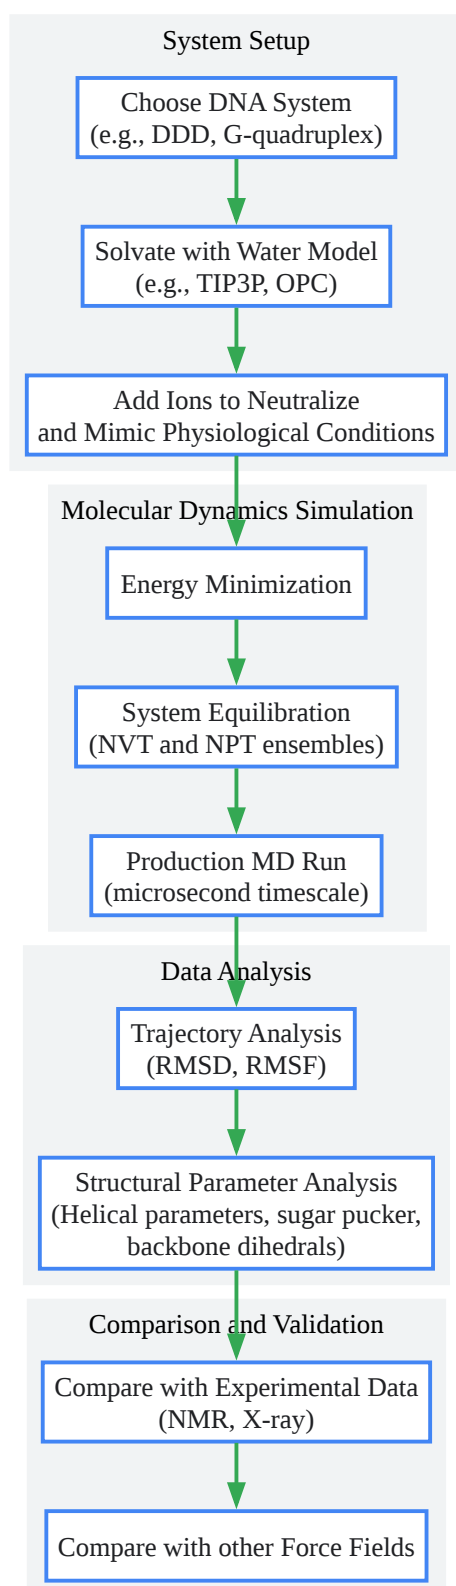 System Setup
Choose DNA System
(e.g., DDD, G-quadruplex)
Solvate with Water Model
(e.g., TIP3P, OPC)
Add Ions to Neutralize
and Mimic Physiological Conditions
Molecular Dynamics Simulation
Energy Minimization
System Equilibration
(NVT and NPT ensembles)
Production MD Run
(microsecond timescale)
Data Analysis
Trajectory Analysis
(RMSD, RMSF)
Structural Parameter Analysis
(Helical parameters, sugar pucker,
backbone dihedrals)
Comparison and Validation
Compare with Experimental Data
(NMR, X-ray)
Compare with other Force Fields